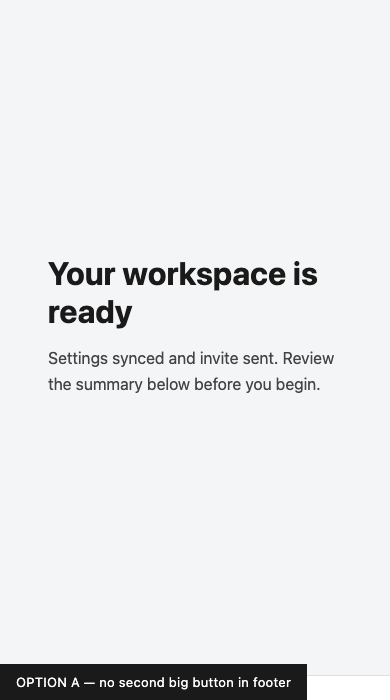 Your workspace is
ready
Settings synced and invite sent. Review
the summary below before you begin.
OPTION A — no second big button in footer